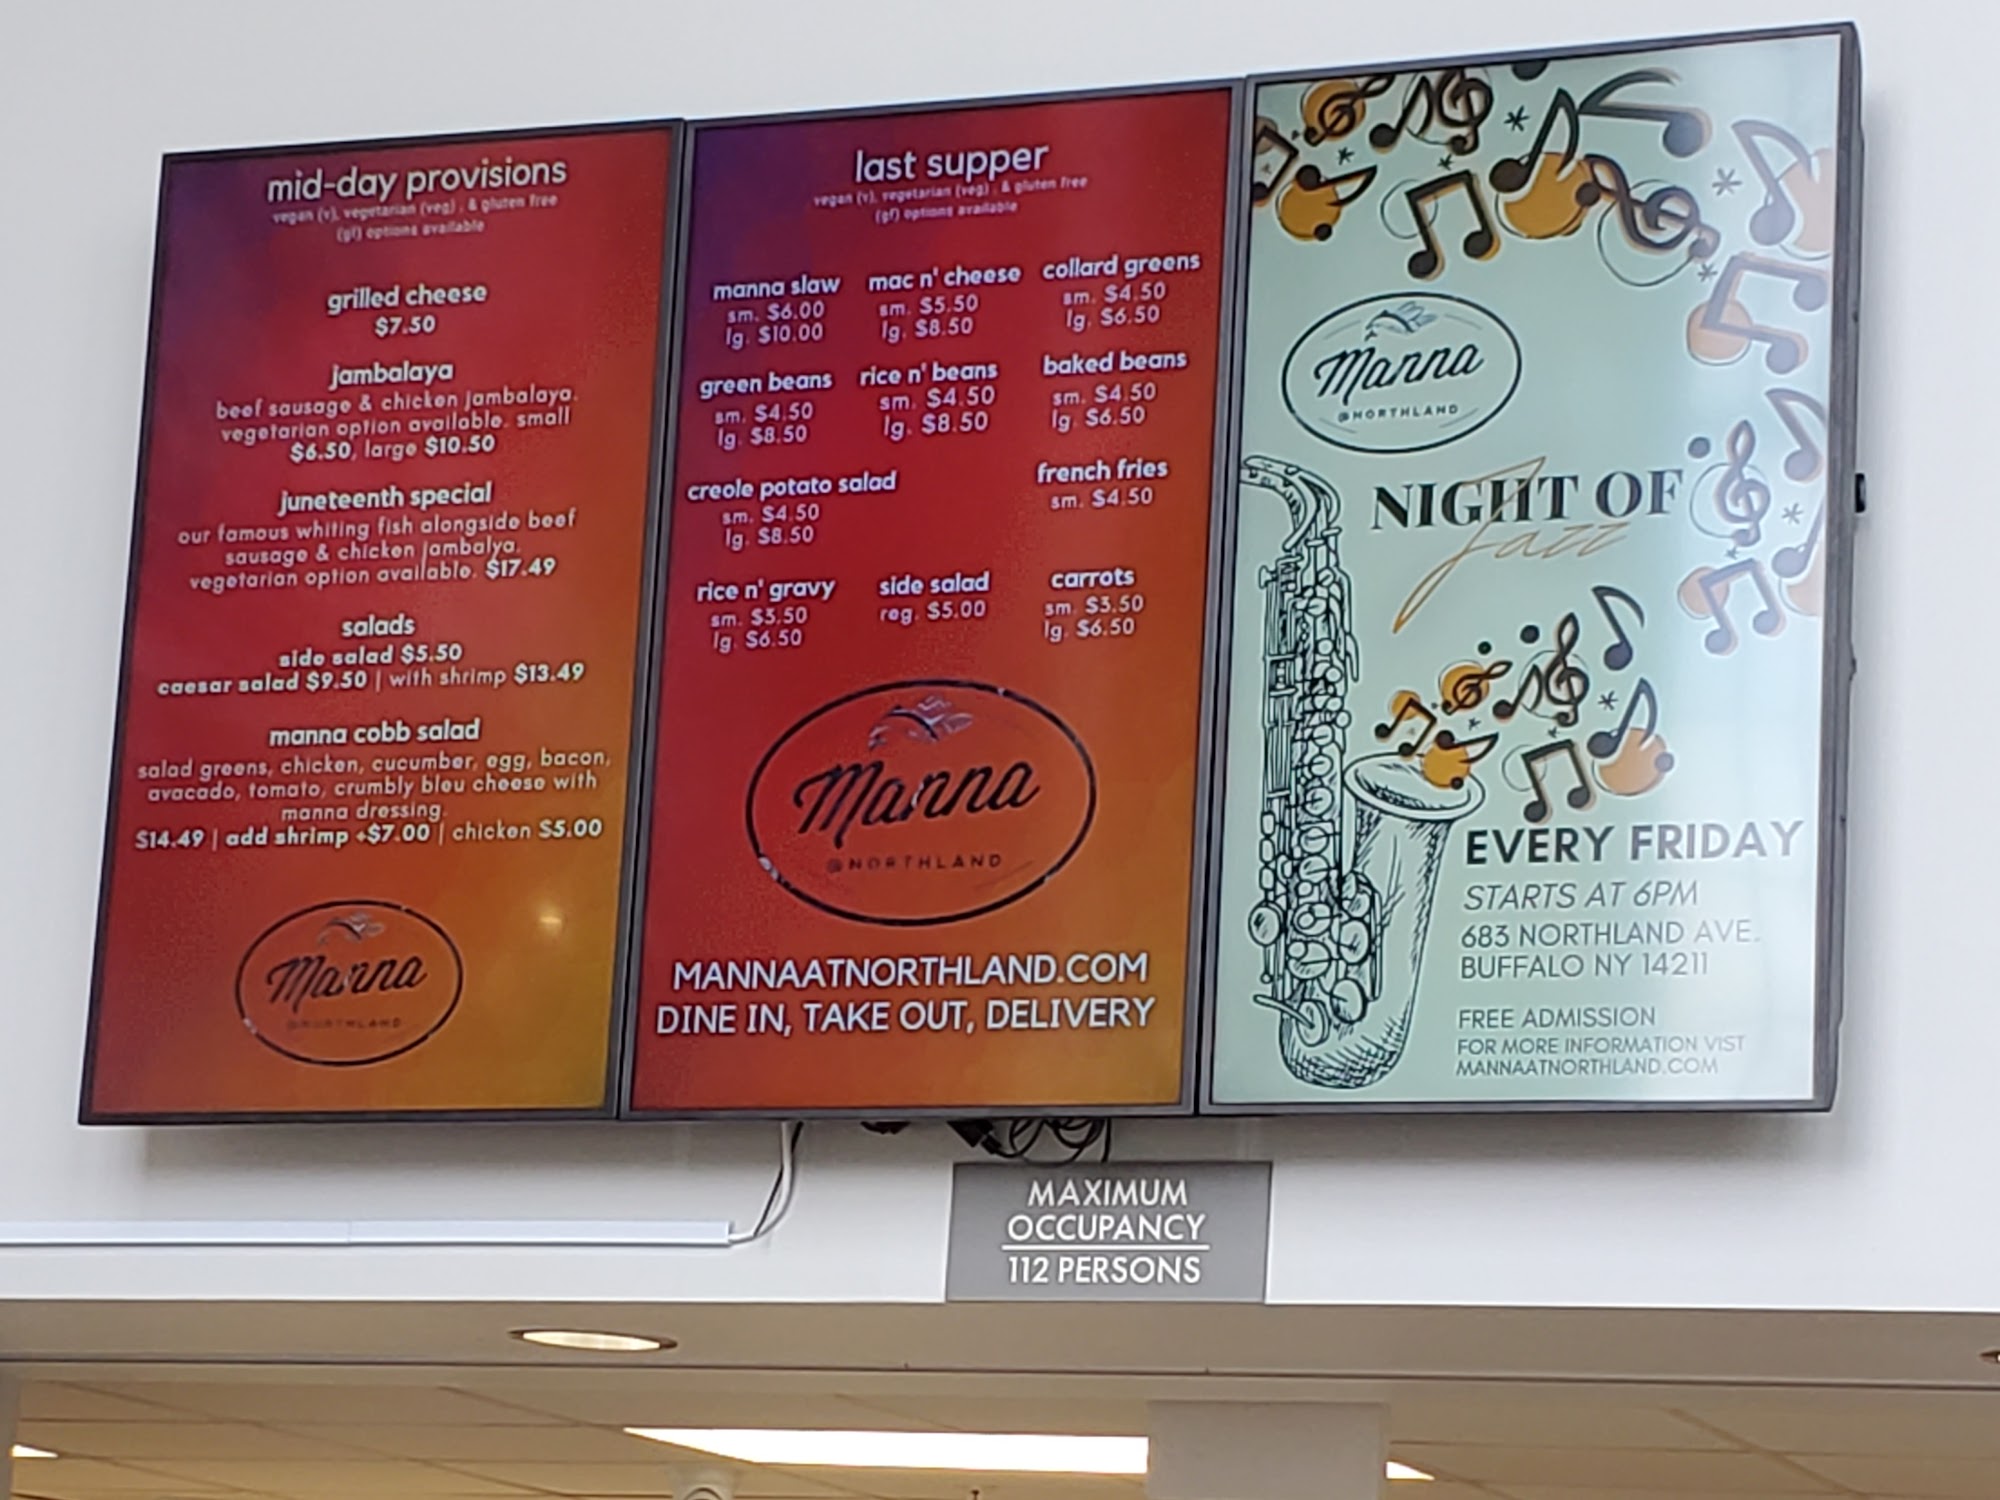 mid-day provisions
vegan (v), vegetarian (veg) , & gluten free
(gf) options available
grilled cheese
$7.50
jambalaya
beef sausage & chicken jambalaya.
vegetarian option available. small
$6.50, large $10.50
juneteenth special
our famous whiting fish alongside beef
sausage & chicken jambalya.
vegetarian option available. $17.49
salads
side salad $5.50
caesar salad $9.50 | with shrimp $13.49
manna cobb salad
salad greens, chicken, cucumber, egg, bacon,
avacado, tomato, crumbly bleu cheese with
manna dressing.
$14.49 | add shrimp +$7.00 | chicken $5.00
Manna
@NORTHLAND
last supper
vegan (v), vegetarian (veg) , & gluten free
(gf) options available
manna slaw
sm. $6.00
lg. $10.00
mac n' cheese
sm. $5.50
lg. $8.50
collard greens
sm. $4.50
lg. $6.50
green beans
sm. $4.50
lg. $8.50
rice n' beans
sm. $4.50
lg. $8.50
baked beans
sm. $4.50
lg. $6.50
creole potato salad
sm. $4.50
lg. $8.50
french fries
sm. $4.50
rice n' gravy
sm. $3.50
lg. $6.50
side salad
reg. $5.00
carrots
sm. $3.50
lg. $6.50
Manna
@NORTHLAND
MANNAATNORTHLAND.COM
DINE IN, TAKE OUT, DELIVERY
Manna
@NORTHLAND
NIGHT OF
Jazz
EVERY FRIDAY
STARTS AT 6PM
683 NORTHLAND AVE.
BUFFALO NY 14211
FREE ADMISSION
FOR MORE INFORMATION VIST
MANNAATNORTHLAND.COM
MAXIMUM
OCCUPANCY
112 PERSONS